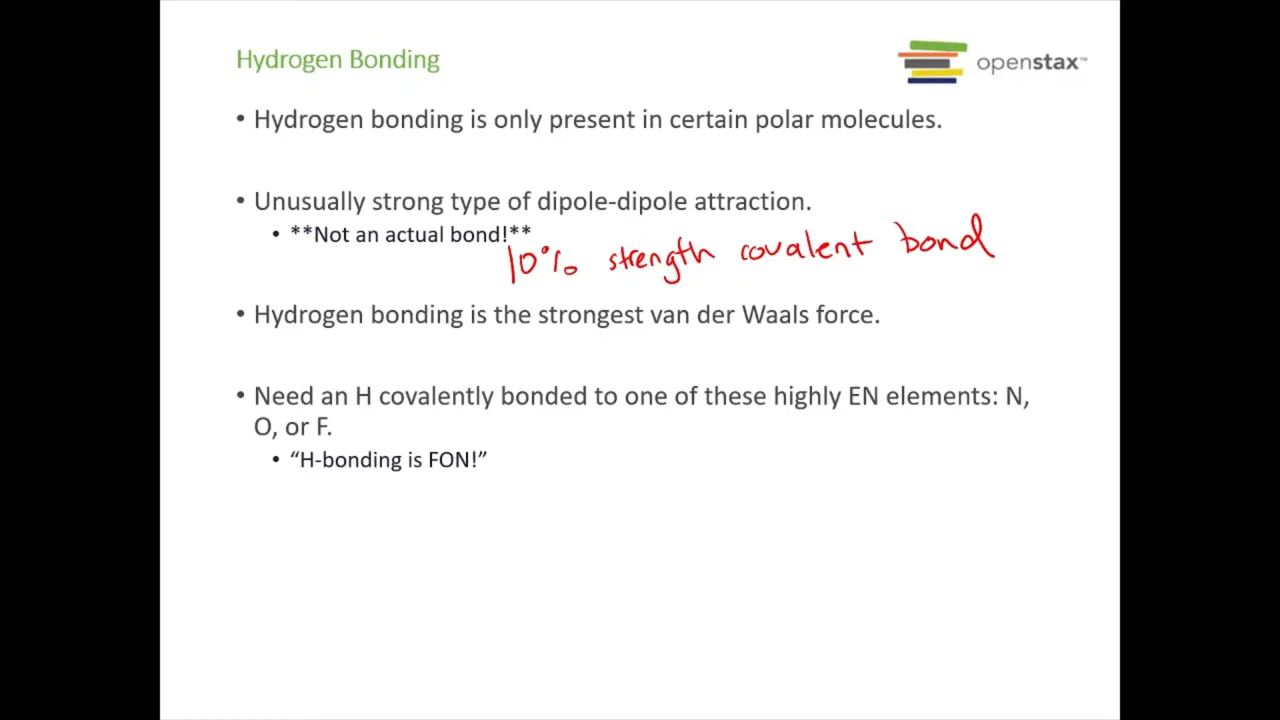 Hydrogen Bonding
openstax™
• Hydrogen bonding is only present in certain polar molecules.
• Unusually strong type of dipole-dipole attraction.
• **Not an actual bond!**
10% strength covalent bond
• Hydrogen bonding is the strongest van der Waals force.
• Need an H covalently bonded to one of these highly EN elements: N,
O, or F.
• “H-bonding is FON!”